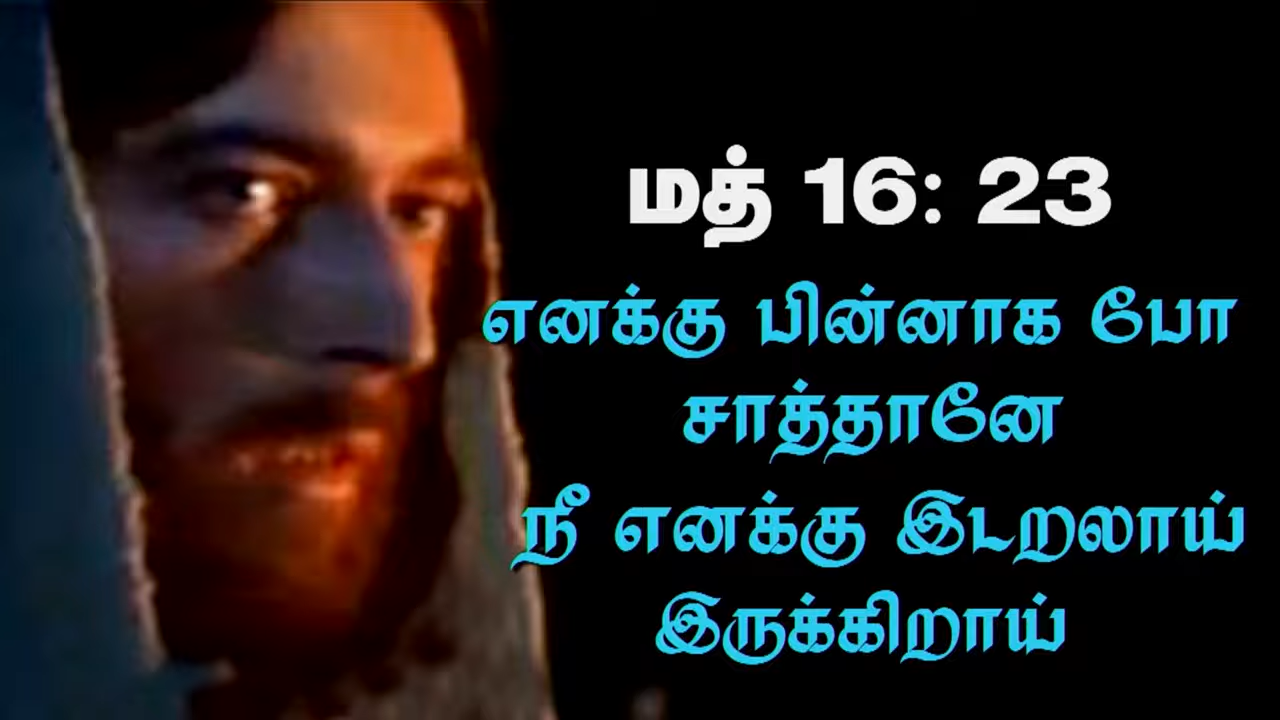 மத் 16: 23
எனக்கு பின்னாக போ
சாத்தானே
நீ எனக்கு இடறலாய்
இருக்கிறாய்